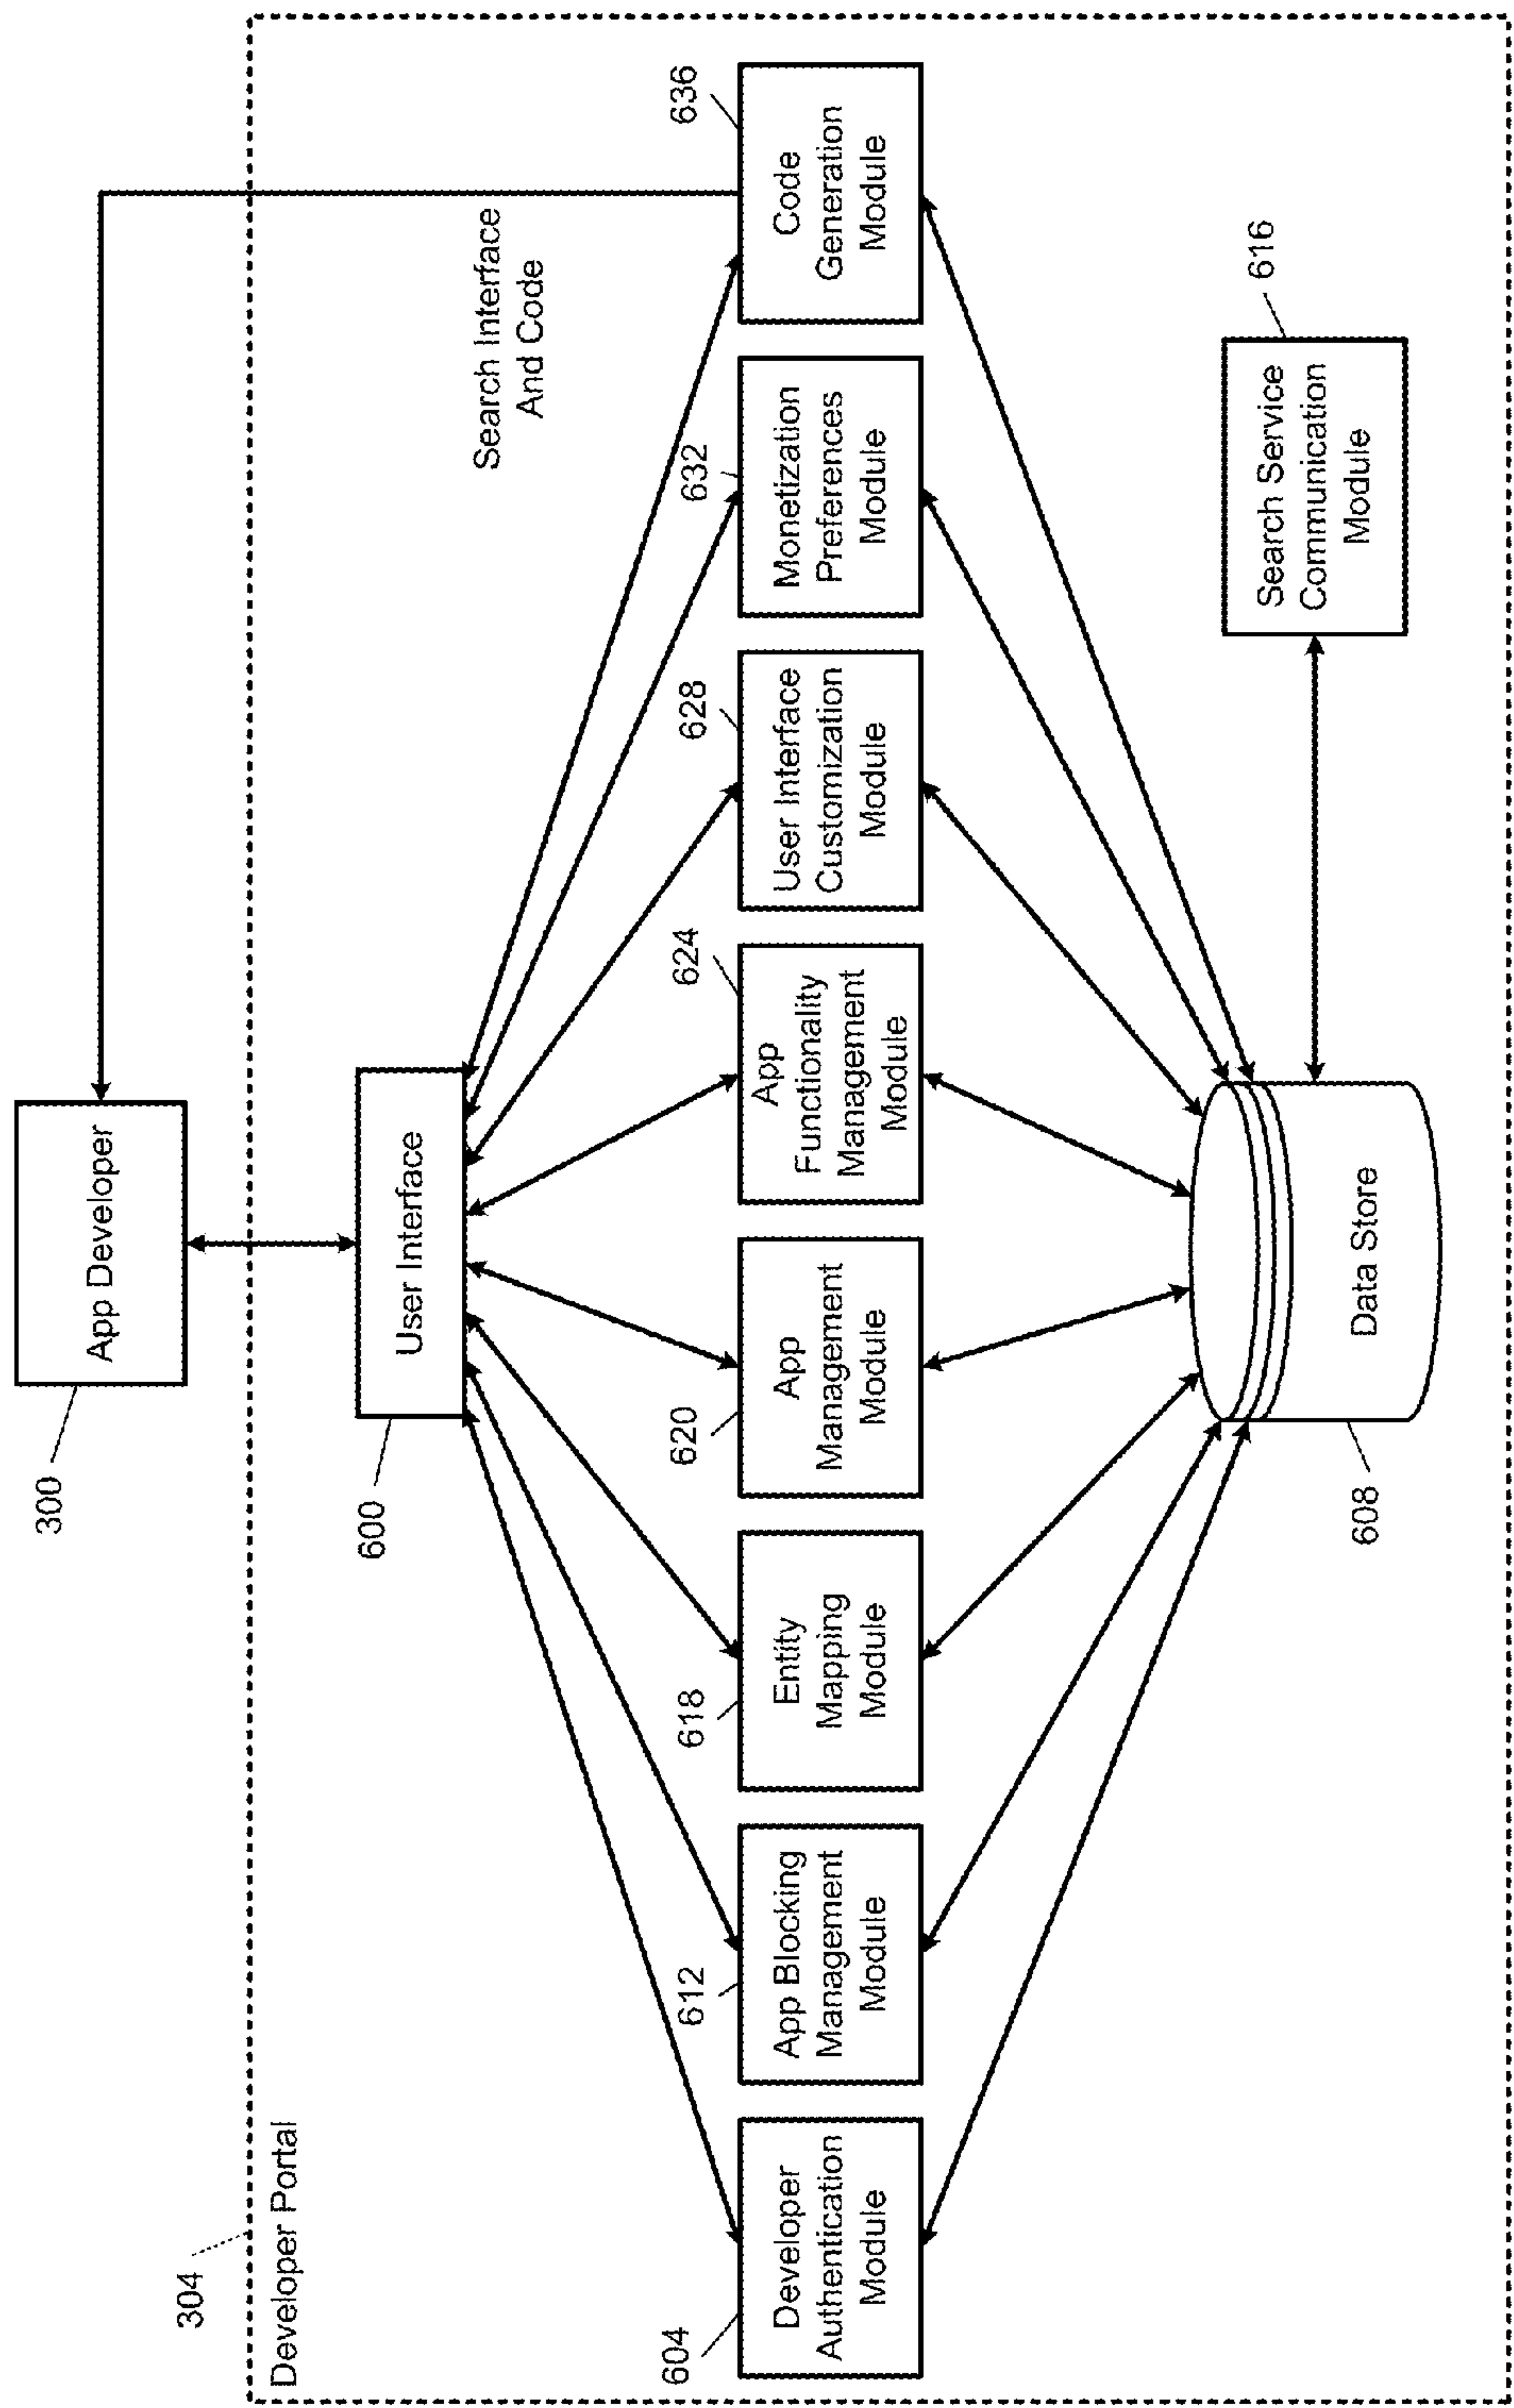 300
App Developer
304
Developer Portal
600
User Interface
Search Interface
And Code
604
Developer
Authentication
Module
612
App Blocking
Management
Module
618
Entity
Mapping
Module
620
App
Management
Module
624
App
Functionality
Management
Module
628
User Interface
Customization
Module
632
Monetization
Preferences
Module
636
Code
Generation
Module
608
Data Store
616
Search Service
Communication
Module